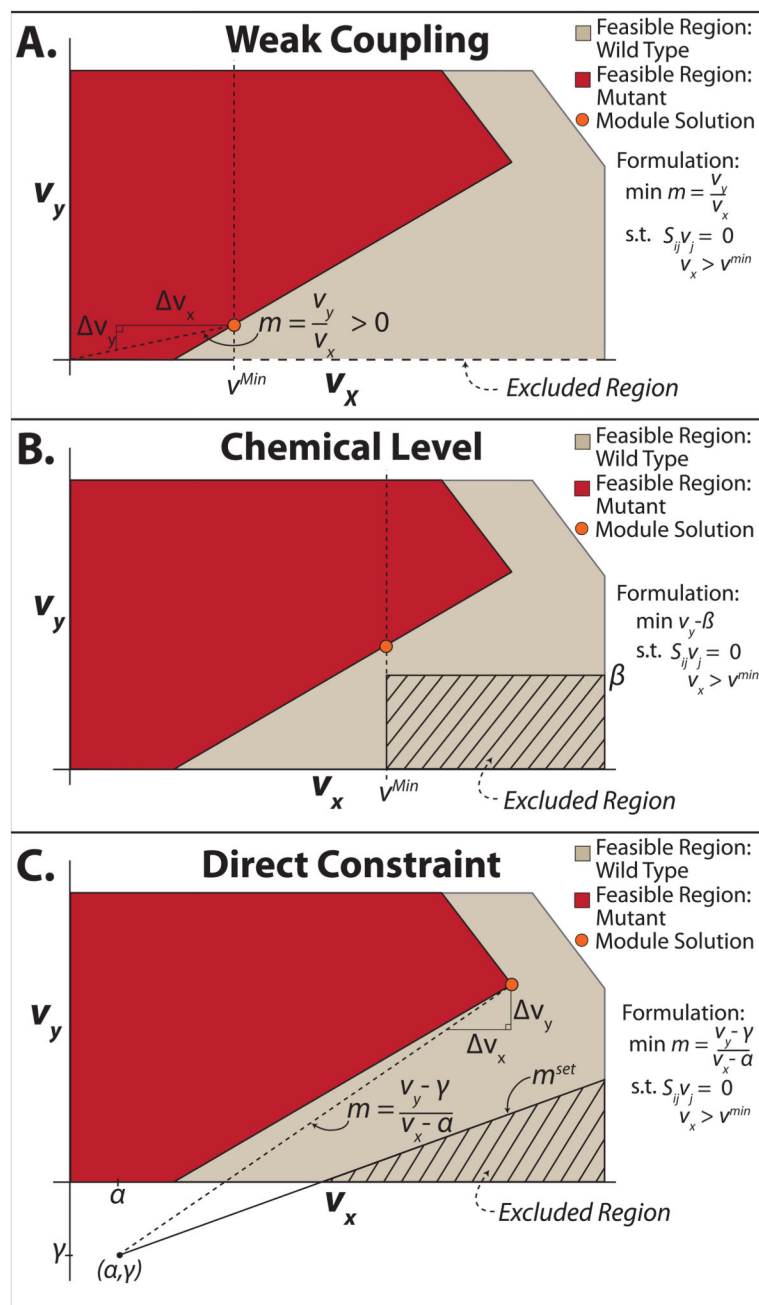 A.
Weak Coupling
Feasible Region:
Wild Type
Feasible Region:
Mutant
Module Solution
Formulation:
min m = v_y / v_x
s.t. S_ij v_j = 0
v_x > v^min
v_y
Δv_x
Δv_y
m = v_y / v_x > 0
v^Min
v_x
Excluded Region
B.
Chemical Level
Feasible Region:
Wild Type
Feasible Region:
Mutant
Module Solution
Formulation:
min v_y-ß
s.t. S_ij v_j = 0
v_x > v^min
v_y
β
v_x
v^Min
Excluded Region
C.
Direct Constraint
Feasible Region:
Wild Type
Feasible Region:
Mutant
Module Solution
Formulation:
min m = v_y - γ / v_x - α
s.t. S_ij v_j = 0
v_x > v^min
v_y
Δv_y
Δv_x
m^set
m = v_y - γ / v_x - α
α
v_x
Excluded Region
γ
(α,γ)